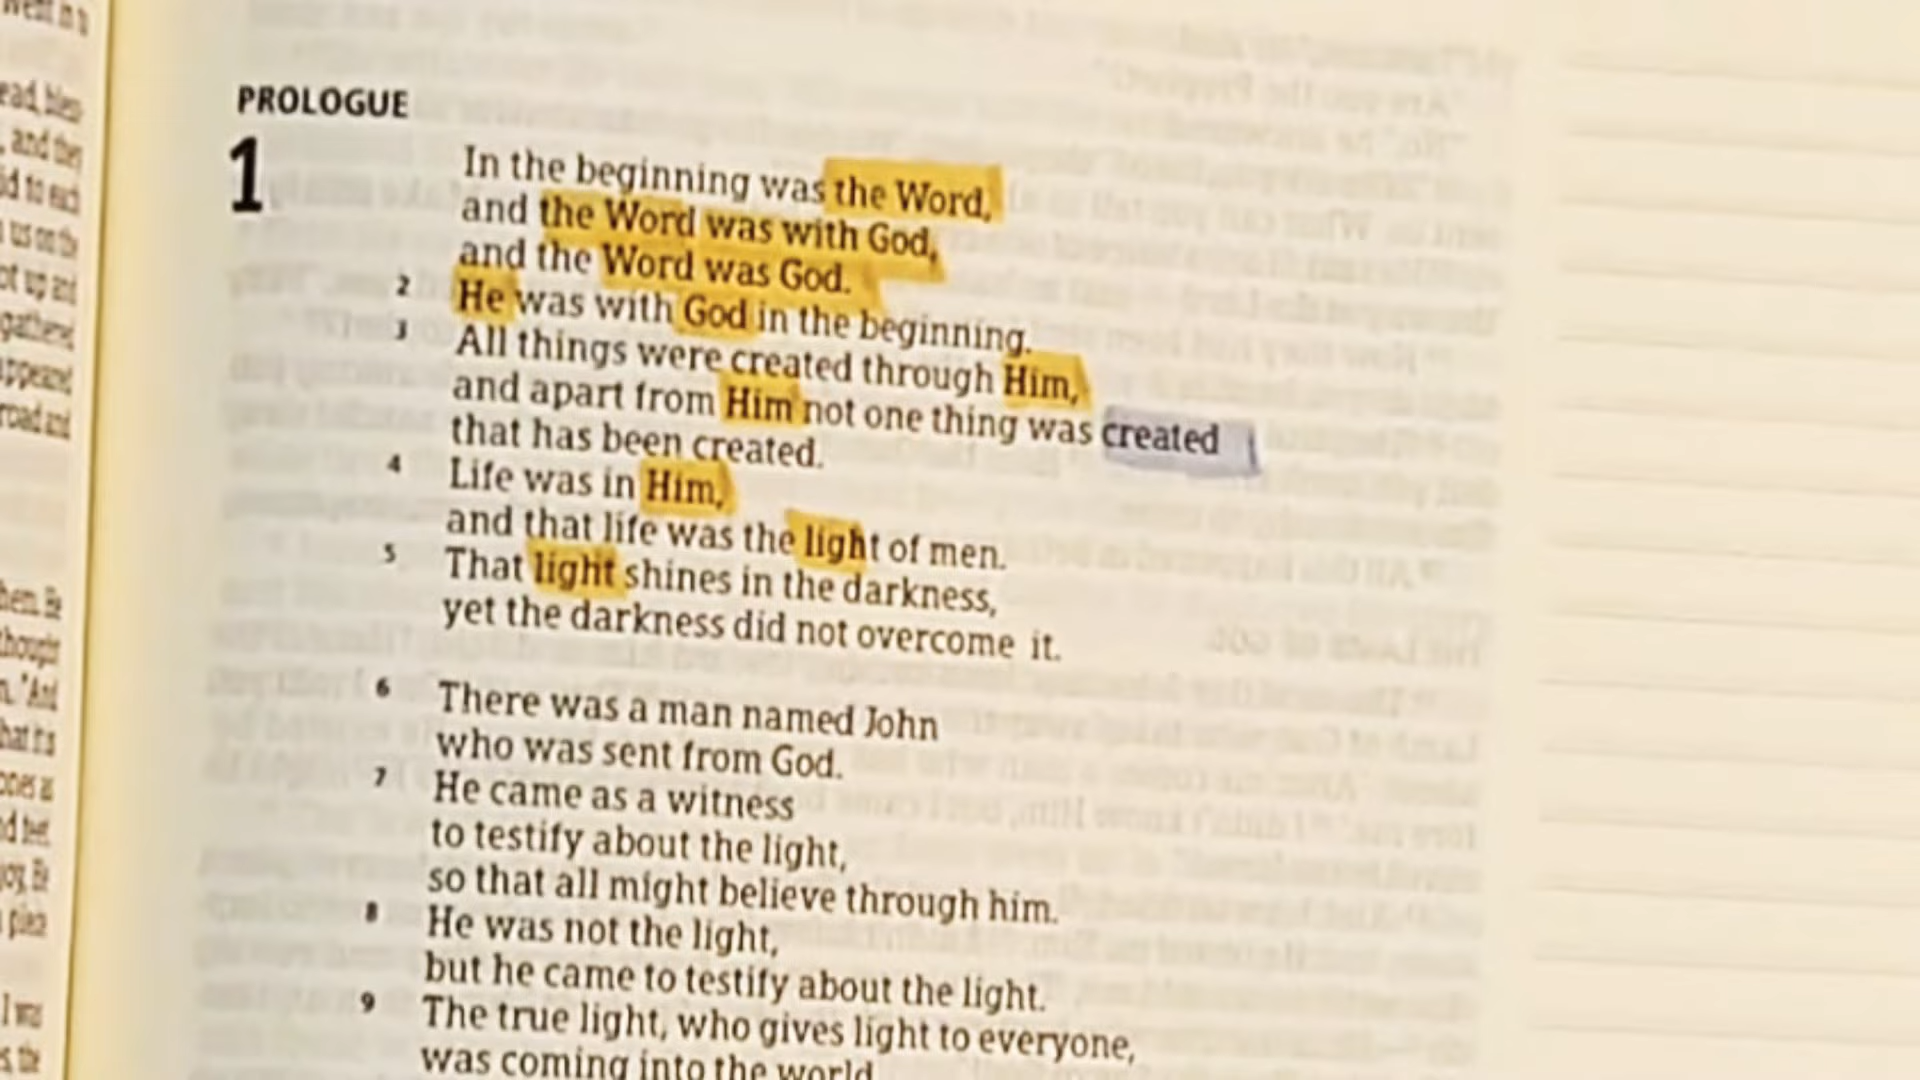 PROLOGUE
1 In the beginning was the Word,
and the Word was with God,
and the Word was God.
2 He was with God in the beginning.
3 All things were created through Him,
and apart from Him not one thing was created
that has been created.
4 Life was in Him,
and that life was the light of men.
5 That light shines in the darkness,
yet the darkness did not overcome it.
6 There was a man named John
who was sent from God.
7 He came as a witness
to testify about the light,
so that all might believe through him.
8 He was not the light,
but he came to testify about the light.
9 The true light, who gives light to everyone,
was coming into the world